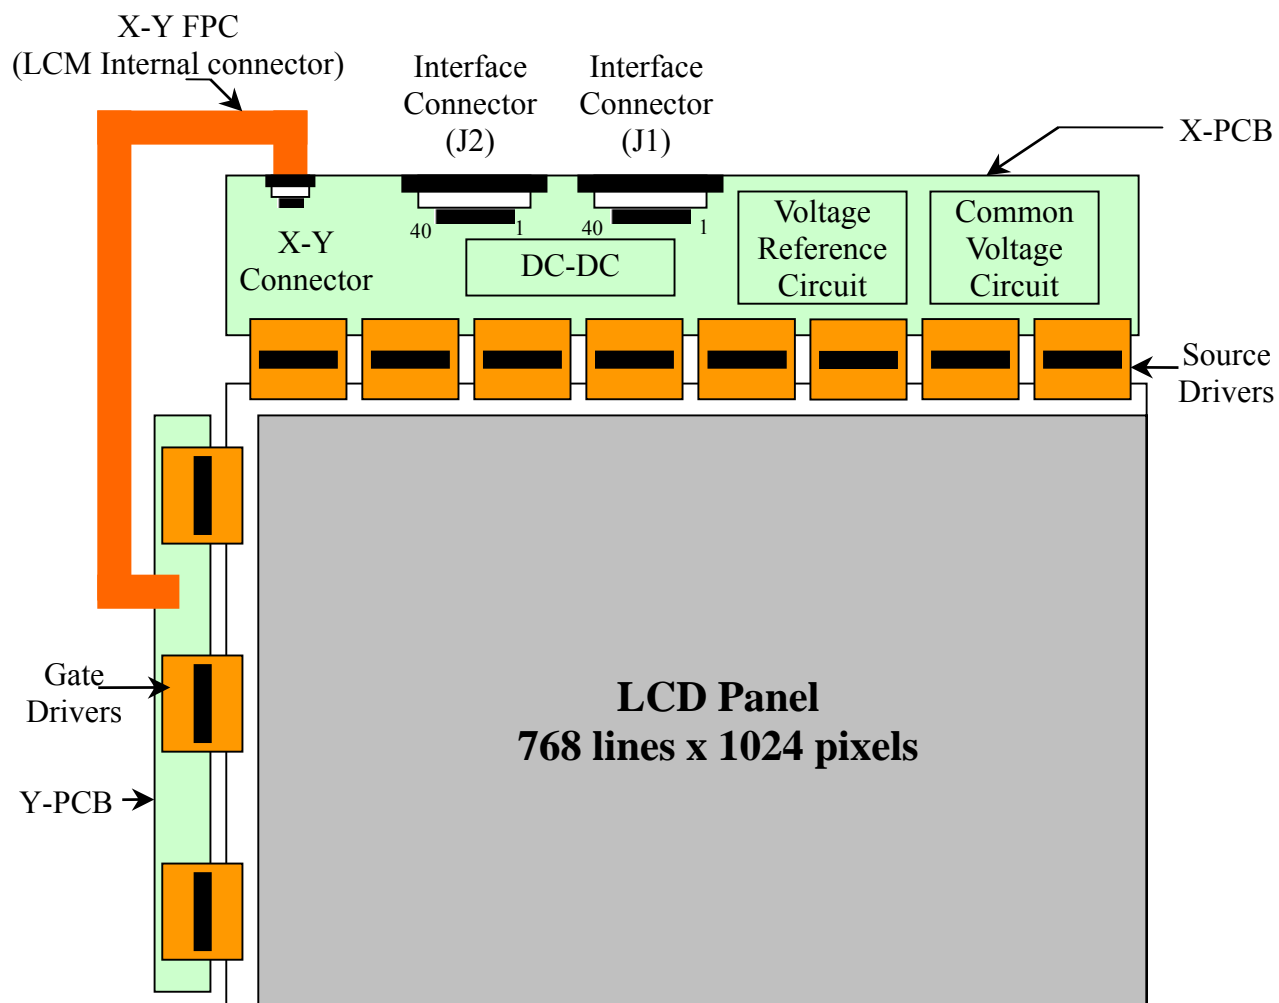 X-Y FPC
(LCM Internal connector)
Interface
Connector
(J2)
Interface
Connector
(J1)
X-PCB
40
1
40
1
X-Y
Connector
DC-DC
Voltage
Reference
Circuit
Common
Voltage
Circuit
Source
Drivers
Gate
Drivers
LCD Panel
768 lines x 1024 pixels
Y-PCB